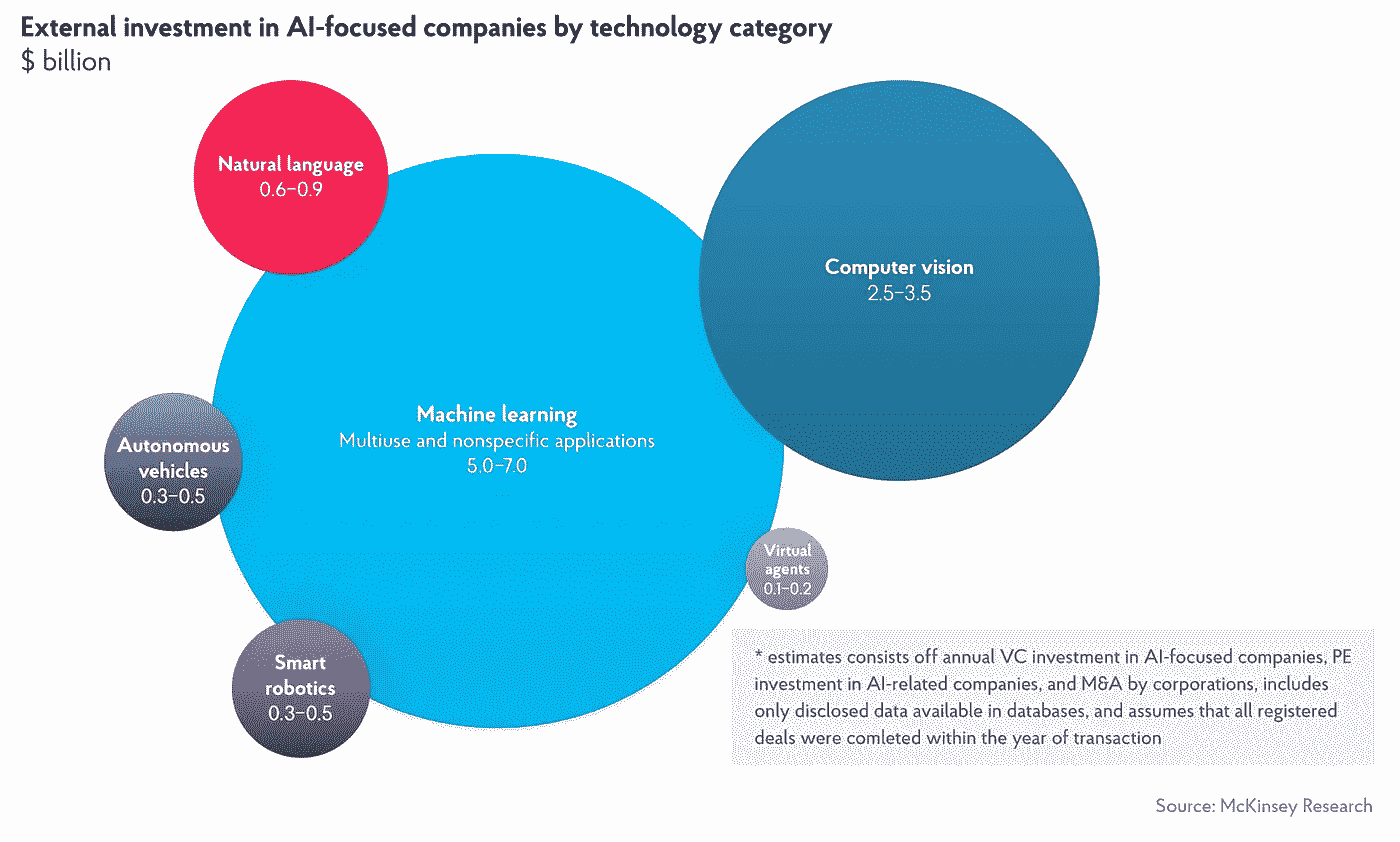 External investment in AI-focused companies by technology category
$ billion
Natural language
0.6–0.9
Computer vision
2.5–3.5
Machine learning
Multiuse and nonspecific applications
5.0–7.0
Autonomous
vehicles
0.3–0.5
Virtual
agents
0.1–0.2
Smart
robotics
0.3–0.5
* estimates consists off annual VC investment in AI-focused companies, PE
investment in AI-related companies, and M&A by corporations, includes
only disclosed data available in databases, and assumes that all registered
deals were comleted within the year of transaction
Source: McKinsey Research